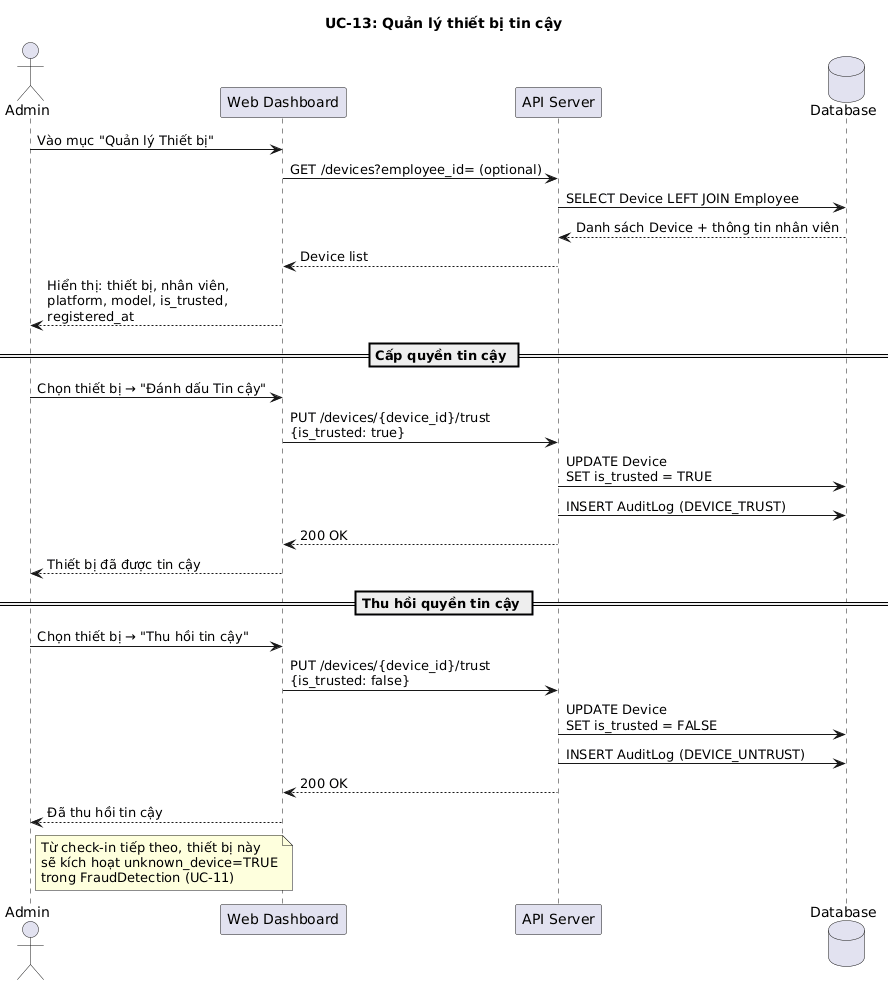 UC-13: Quản lý thiết bị tin cậy
Admin
Web Dashboard
API Server
Database
Vào mục "Quản lý Thiết bị"
GET /devices?employee_id= (optional)
SELECT Device LEFT JOIN Employee
Danh sách Device + thông tin nhân viên
Device list
Hiển thị: thiết bị, nhân viên,
platform, model, is_trusted,
registered_at
Cấp quyền tin cậy
Chọn thiết bị → "Đánh dấu Tin cậy"
PUT /devices/{device_id}/trust
{is_trusted: true}
UPDATE Device
SET is_trusted = TRUE
INSERT AuditLog (DEVICE_TRUST)
200 OK
Thiết bị đã được tin cậy
Thu hồi quyền tin cậy
Chọn thiết bị → "Thu hồi tin cậy"
PUT /devices/{device_id}/trust
{is_trusted: false}
UPDATE Device
SET is_trusted = FALSE
INSERT AuditLog (DEVICE_UNTRUST)
200 OK
Đã thu hồi tin cậy
Từ check-in tiếp theo, thiết bị này
sẽ kích hoạt unknown_device=TRUE
trong FraudDetection (UC-11)
Admin
Web Dashboard
API Server
Database